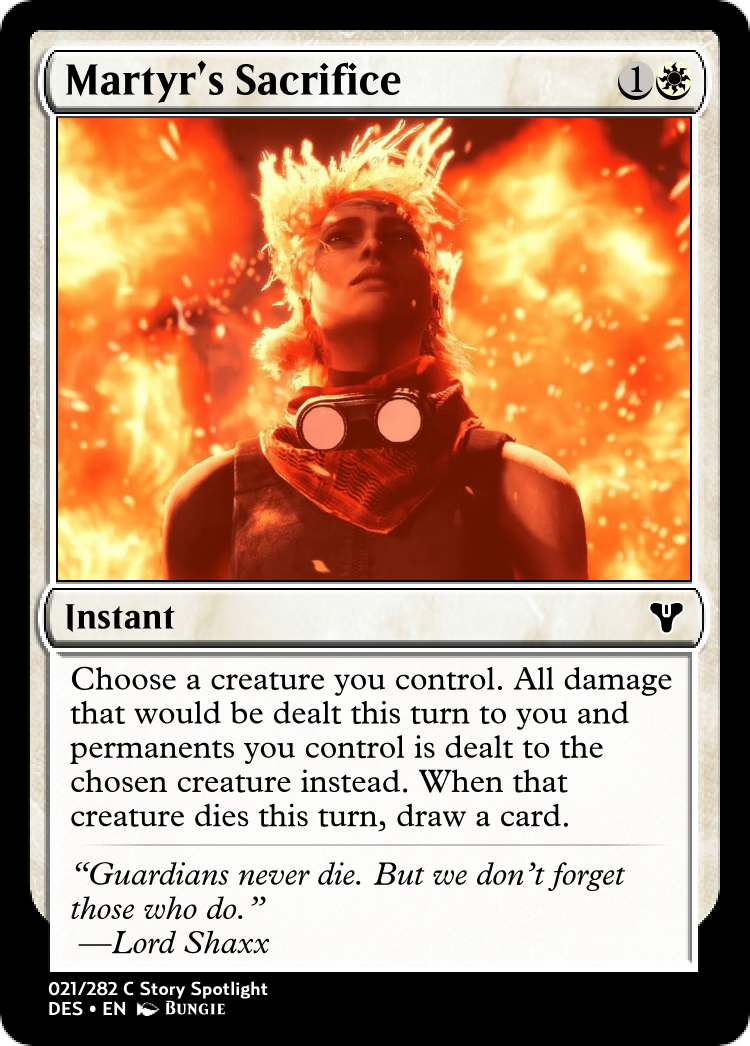 Martyr's Sacrifice 1
Instant
Choose a creature you control. All damage
that would be dealt this turn to you and
permanents you control is dealt to the
chosen creature instead. When that
creature dies this turn, draw a card.
“Guardians never die. But we don't forget
those who do.”
—Lord Shaxx
021/282 C Story Spotlight
DES • EN Bungie